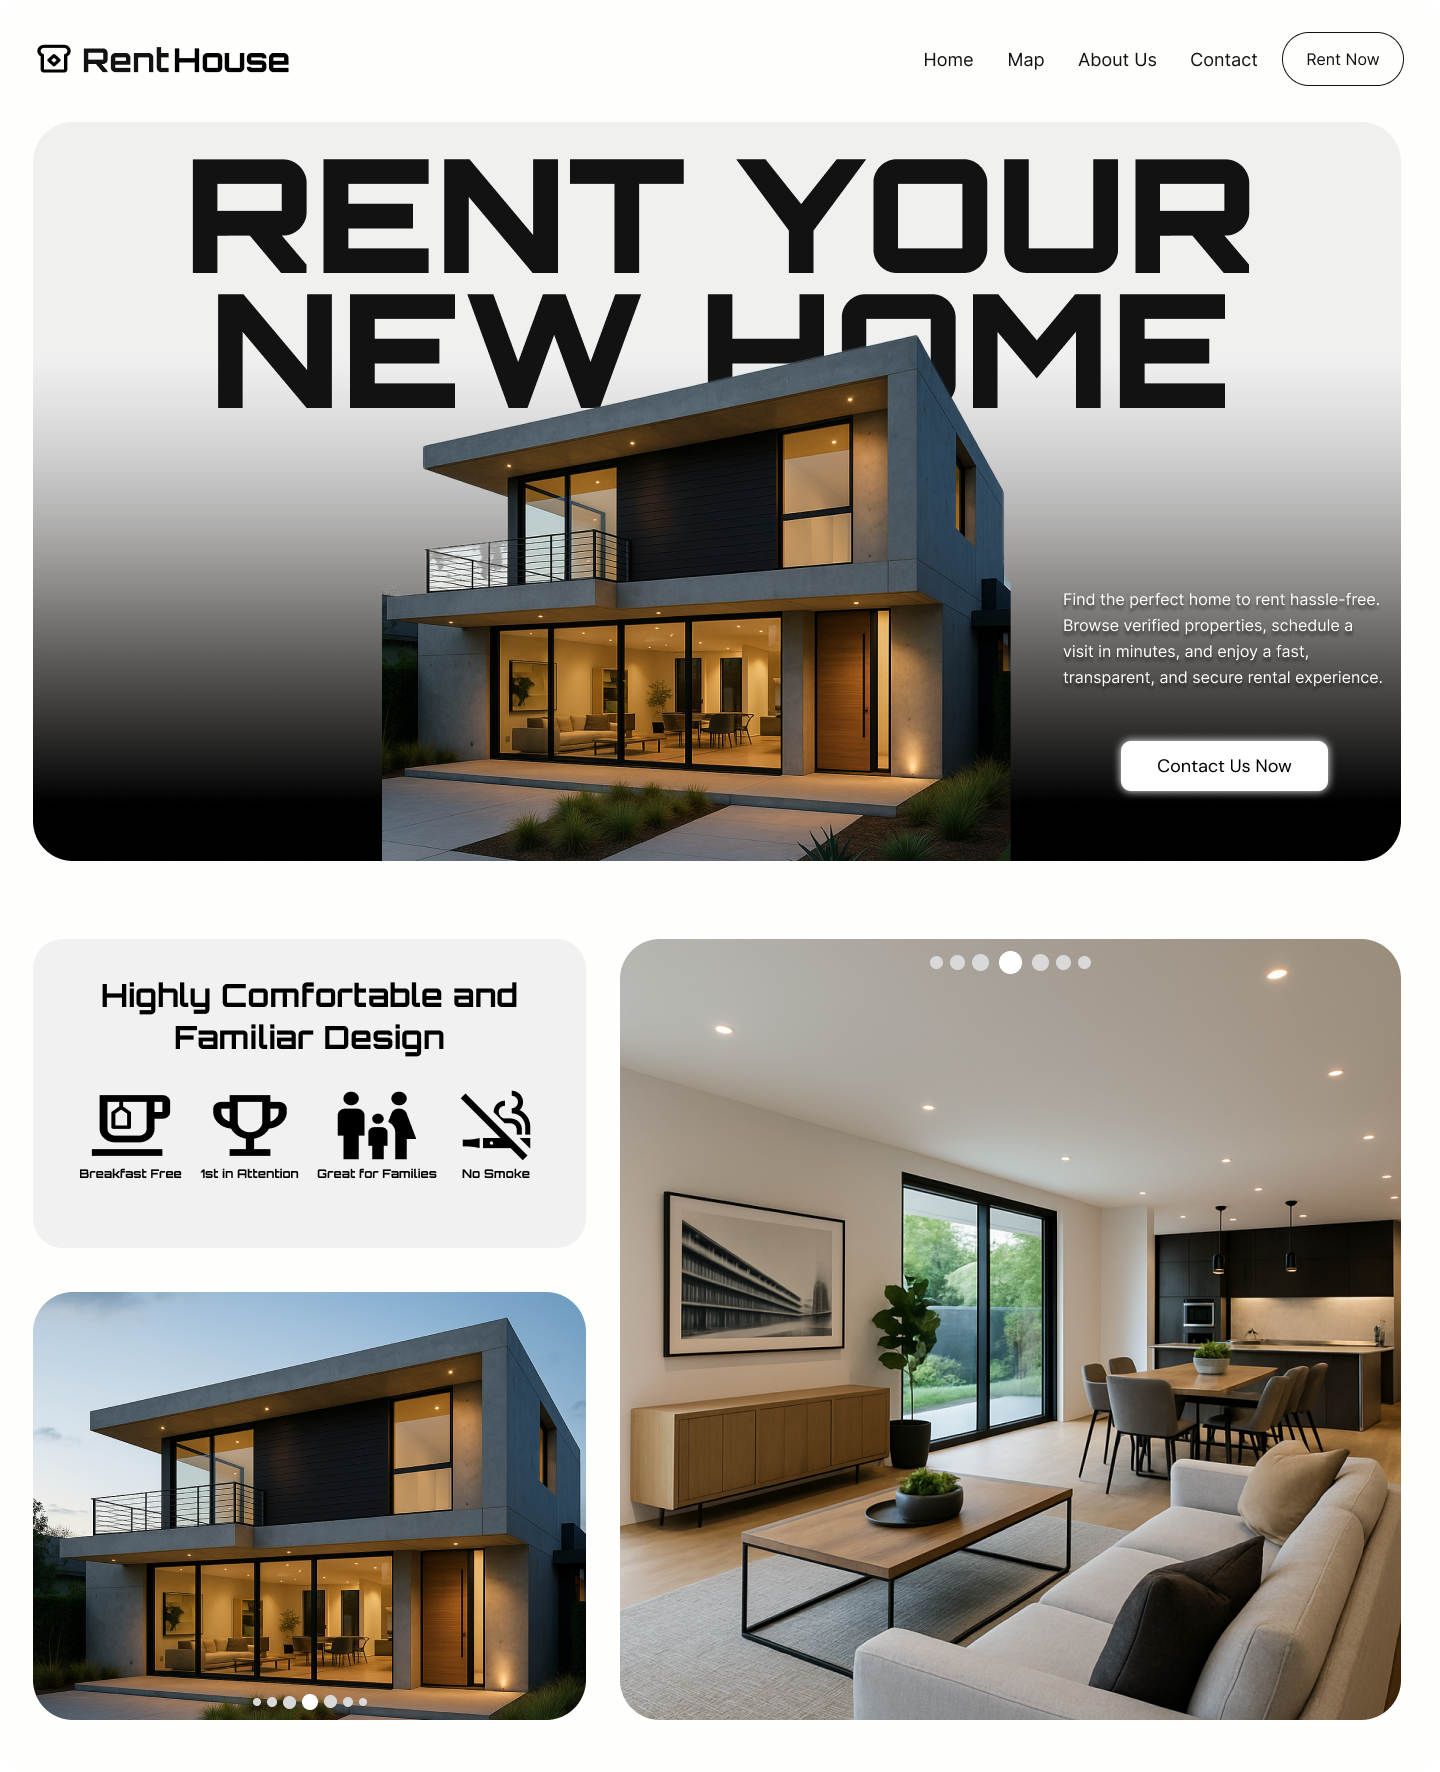 RentHouse
Home
Map
About Us
Contact
Rent Now
RENT YOUR
NEW HOME
Find the perfect home to rent hassle-free.
Browse verified properties, schedule a
visit in minutes, and enjoy a fast,
transparent, and secure rental experience.
Contact Us Now
Highly Comfortable and
Familiar Design
Breakfast Free
1st in Attention
Great for Families
No Smoke